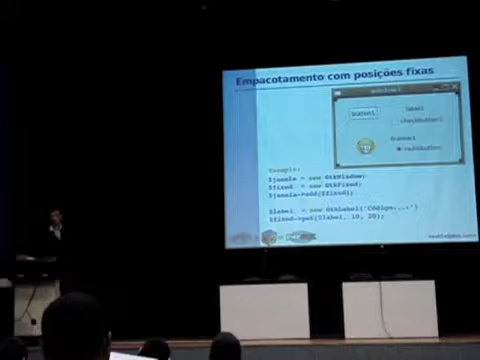 Empacotamento com posições fixas
window1
button1
label1
checkbutton1
frame1
radiobutton
Exemplo:
$janela = new GtkWindow;
$fixed = new GtkFixed;
$janela->add($fixed);
$label = new GtkLabel('Código...:')
$fixed->put($label, 10, 20);